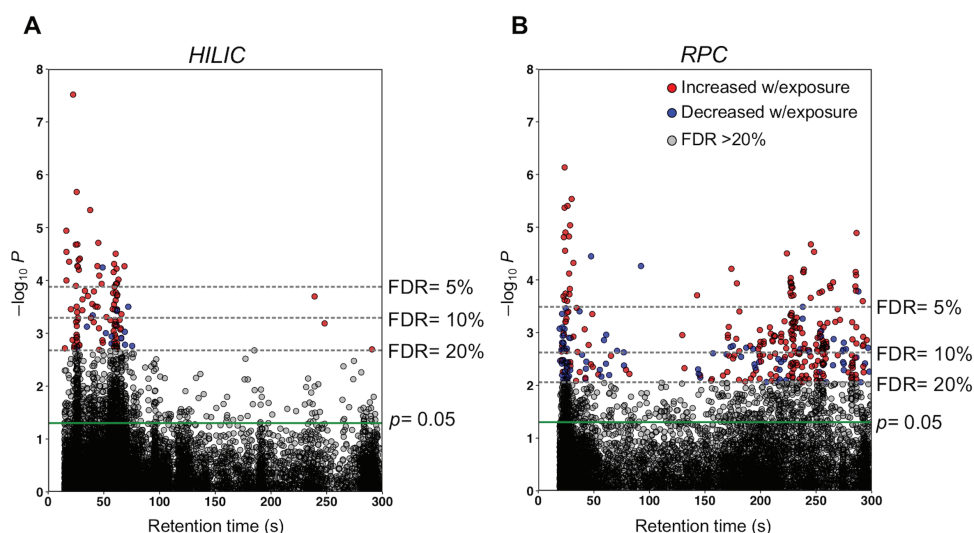 A
HILIC
8
7
6
5
4
3
2
1
0
–log10 P
0 50 100 150 200 250 300
Retention time (s)
FDR= 5%
FDR= 10%
FDR= 20%
p= 0.05
B
RPC
Increased w/exposure
Decreased w/exposure
FDR >20%
8
7
6
5
4
3
2
1
0
–log10 P
0 50 100 150 200 250 300
Retention time (s)
FDR= 5%
FDR= 10%
FDR= 20%
p= 0.05